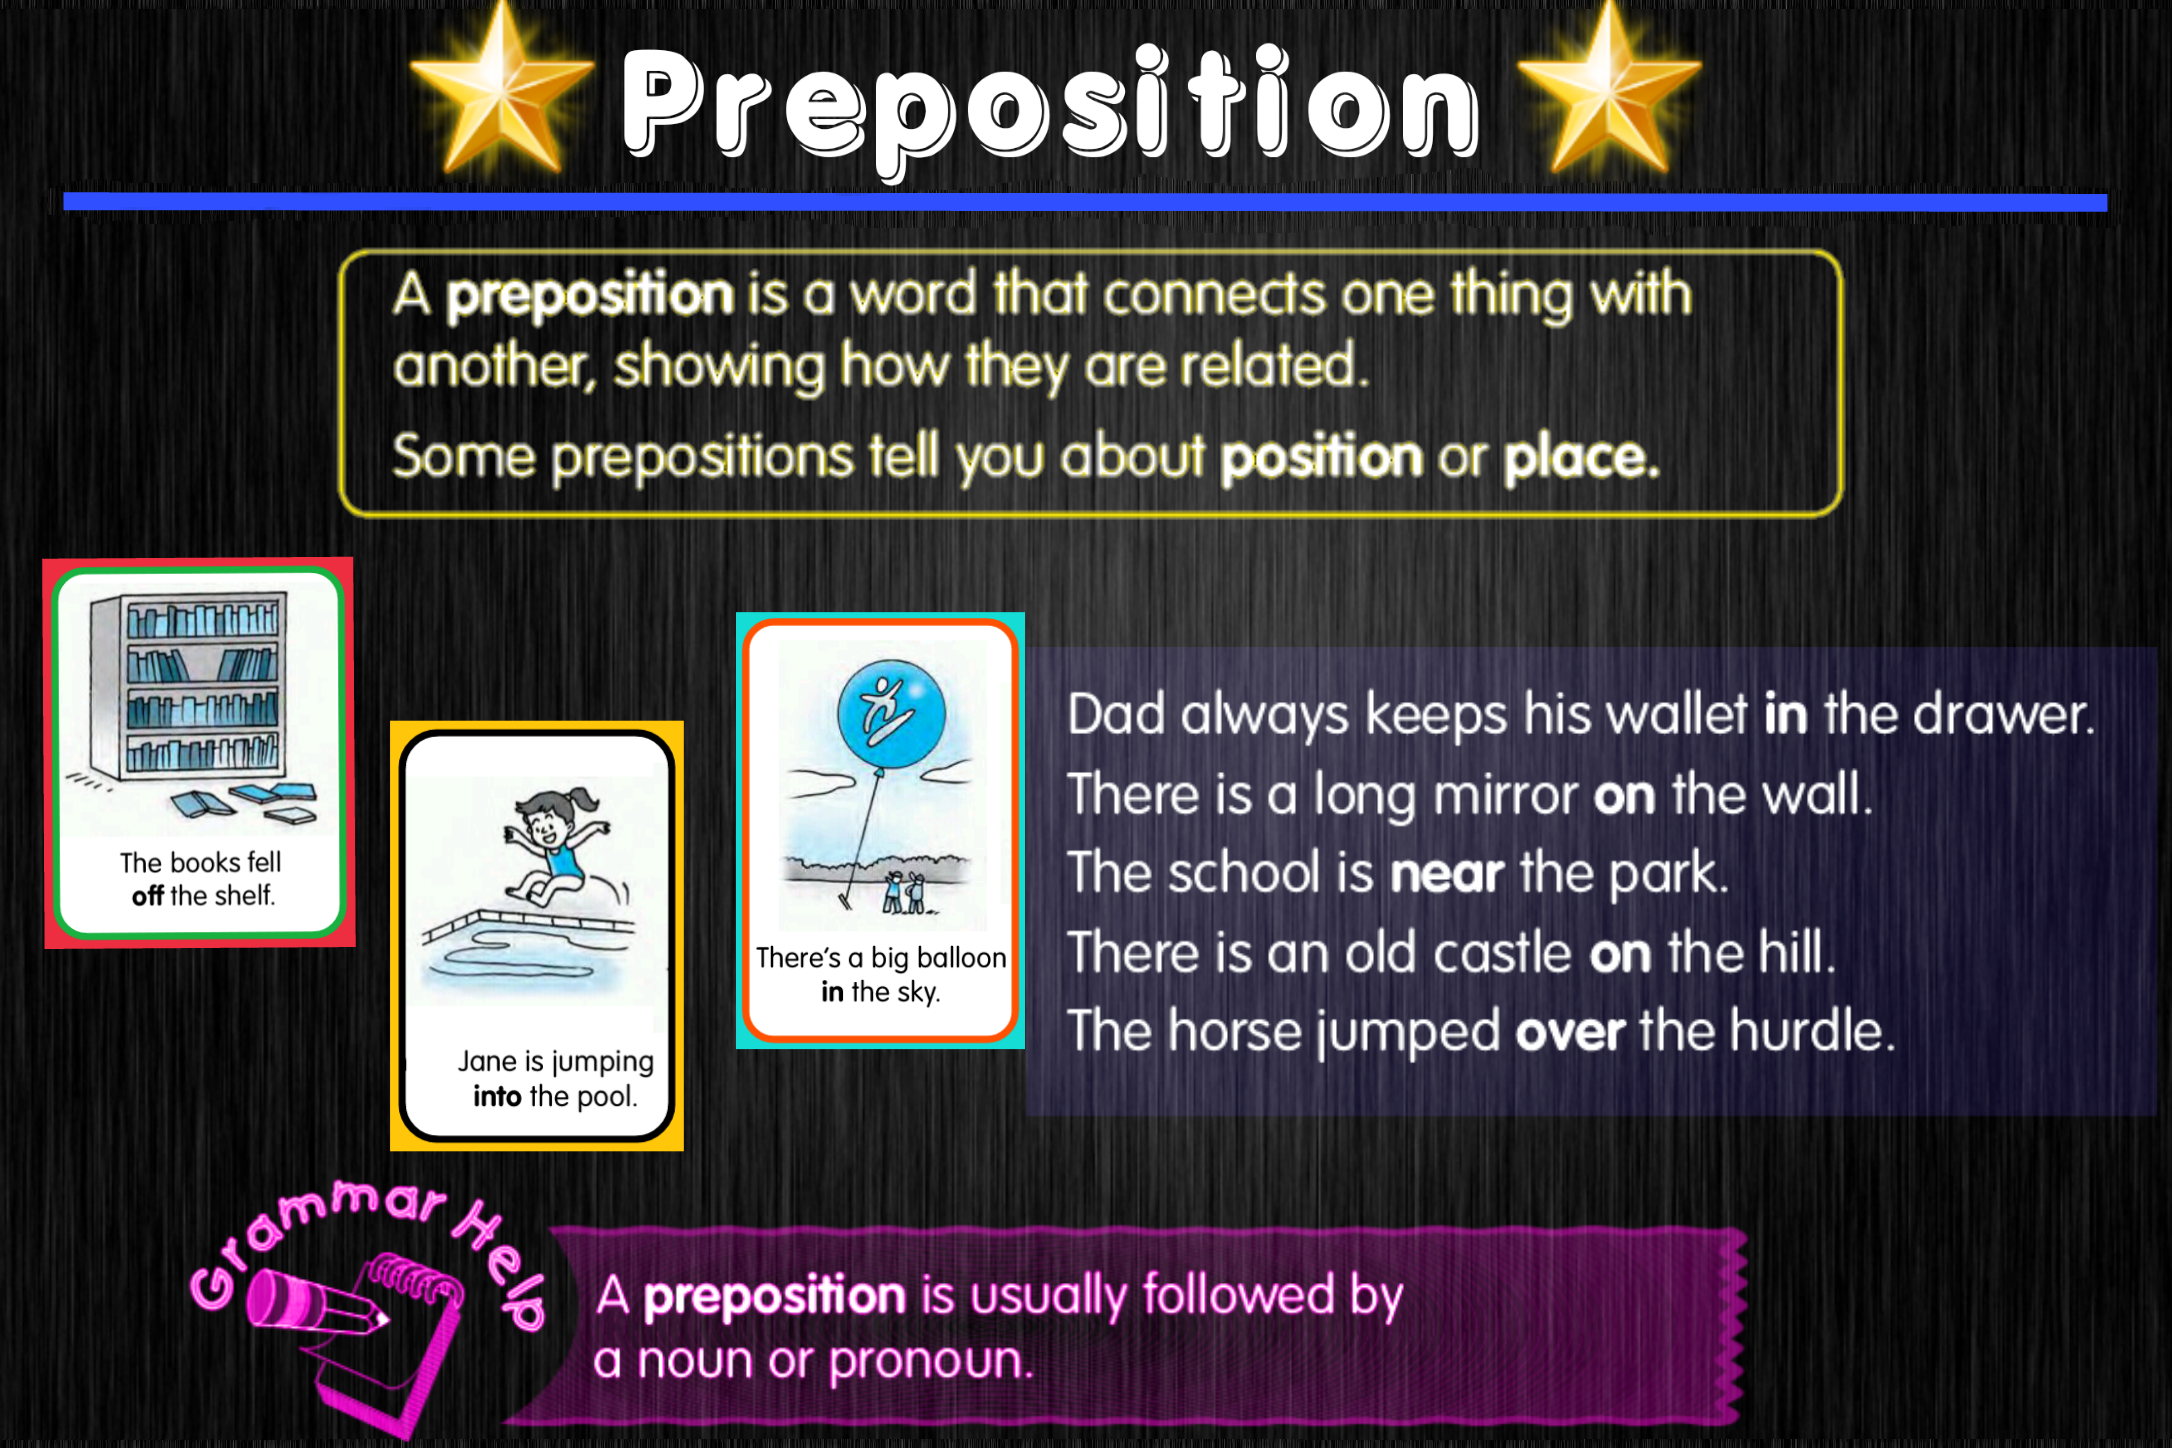 Preposition
A preposition is a word that connects one thing with
another, showing how they are related.
Some prepositions tell you about position or place.
The books fell
off the shelf.
Jane is jumping
into the pool.
There's a big balloon
in the sky.
Dad always keeps his wallet in the drawer.
There is a long mirror on the wall.
The school is near the park.
There is an old castle on the hill.
The horse jumped over the hurdle.
Grammar Help
A preposition is usually followed by
a noun or pronoun.